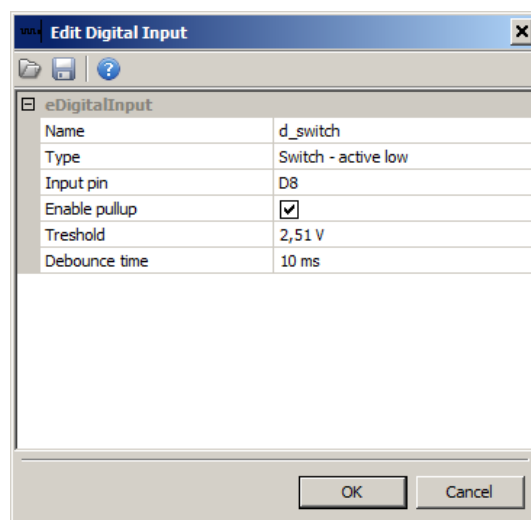 Edit Digital Input
eDigitalInput
Name d_switch
Type Switch - active low
Input pin D8
Enable pullup
Treshold 2,51 V
Debounce time 10 ms
OK Cancel